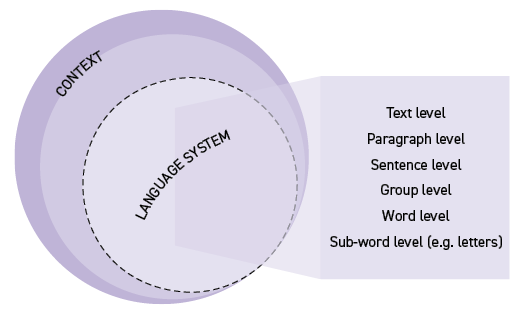 CONTEXT
LANGUAGE SYSTEM
Text level
Paragraph level
Sentence level
Group level
Word level
Sub-word level (e.g. letters)